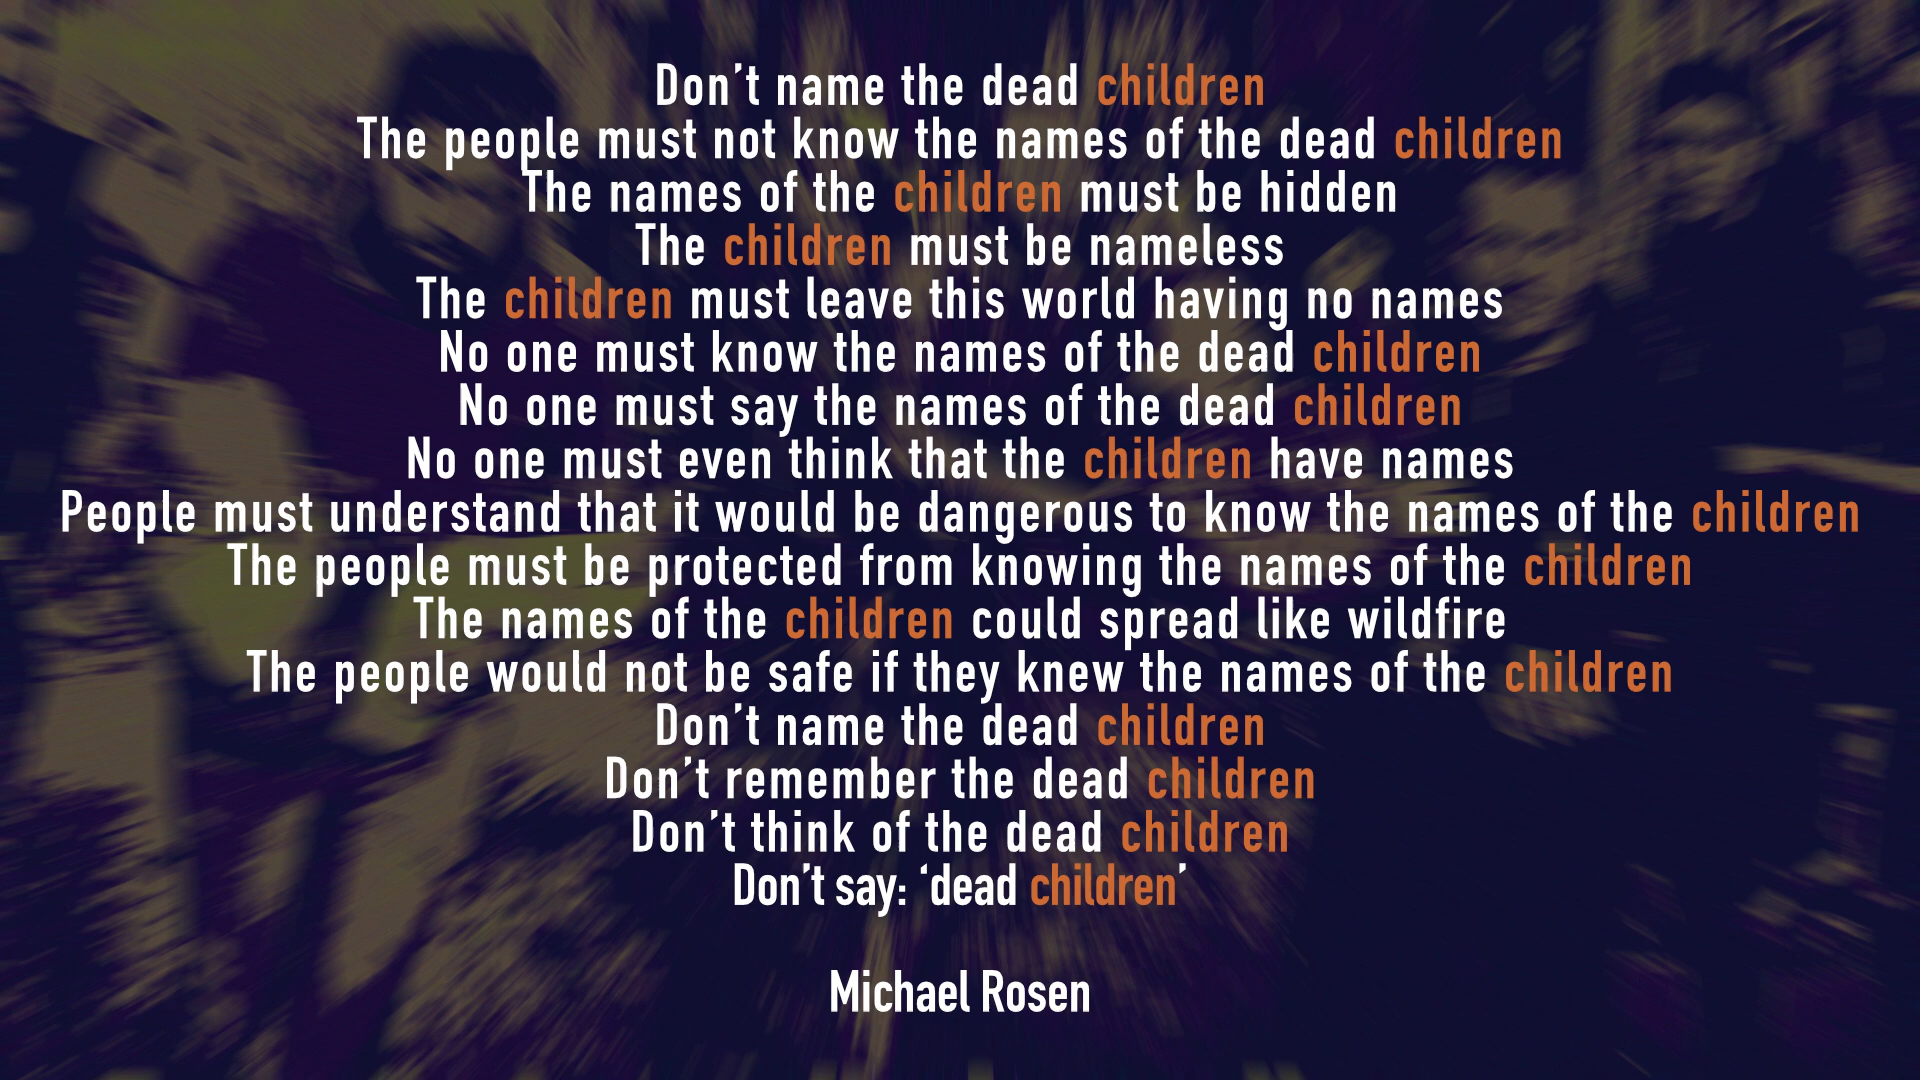 Don’t name the dead children
The people must not know the names of the dead children
The names of the children must be hidden
The children must be nameless
The children must leave this world having no names
No one must know the names of the dead children
No one must say the names of the dead children
No one must even think that the children have names
People must understand that it would be dangerous to know the names of the children
The people must be protected from knowing the names of the children
The names of the children could spread like wildfire
The people would not be safe if they knew the names of the children
Don’t name the dead children
Don’t remember the dead children
Don’t think of the dead children
Don’t say: ‘dead children’
Michael Rosen